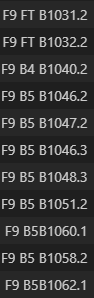 F9 FT B1031.2
F9 FT B1032.2
F9 B4 B1040.2
F9 B5 B1046.2
F9 B5 B1047.2
F9 B5 B1046.3
F9 B5 B1048.3
F9 B5 B1051.2
F9 B5B1060.1
F9 B5 B1058.2
F9 B5B1062.1